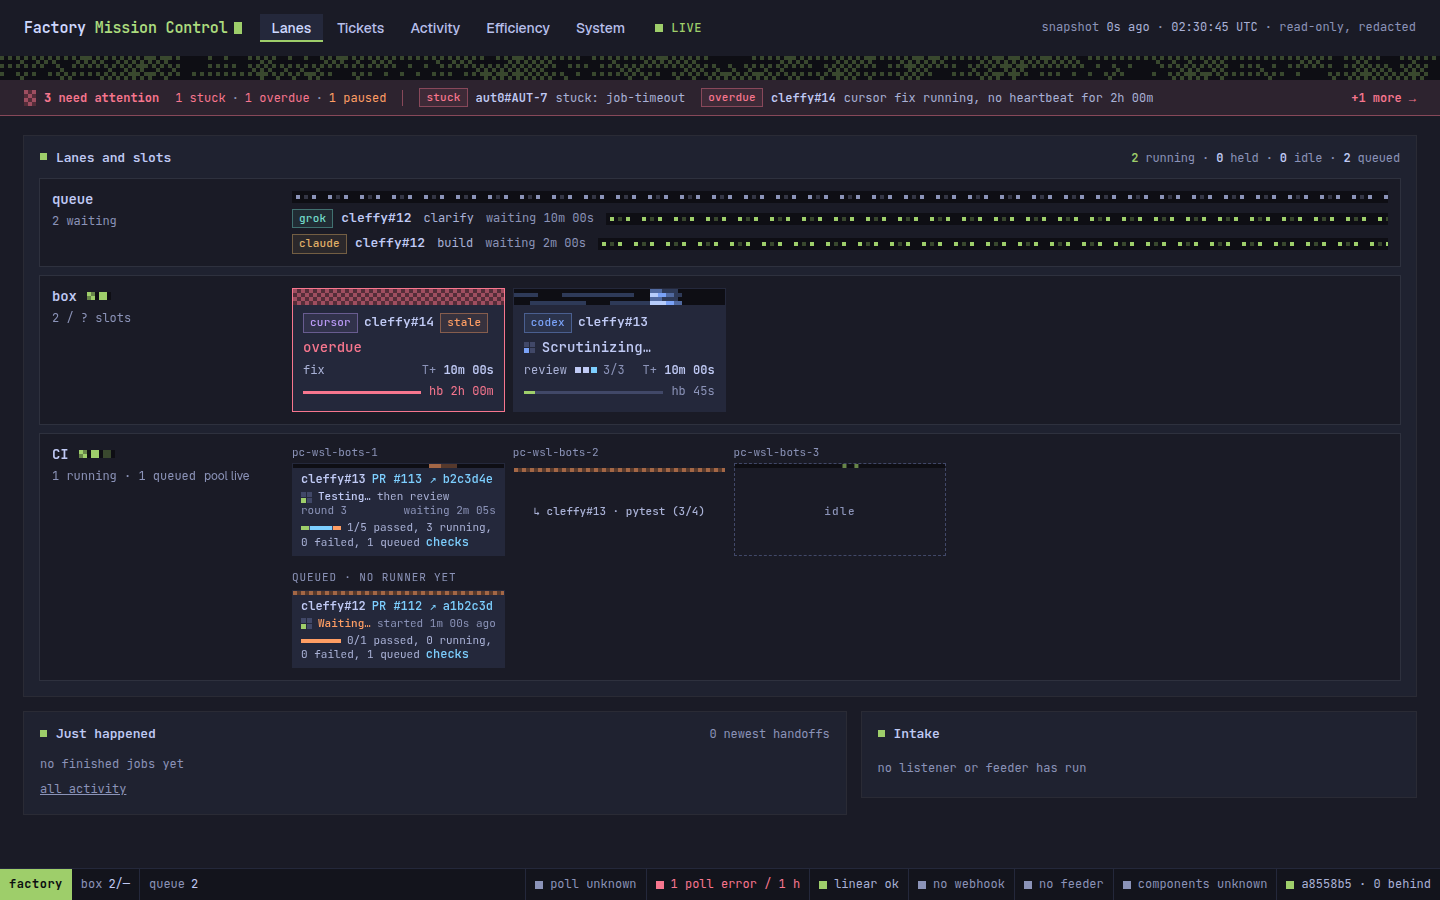 Factory Mission Control
Lanes Tickets Activity Efficiency System LIVE
snapshot 0s ago · 02:30:45 UTC · read-only, redacted
3 need attention 1 stuck · 1 overdue · 1 paused
stuck aut0#AUT-7 stuck: job-timeout
overdue cleffy#14 cursor fix running, no heartbeat for 2h 00m
+1 more →
Lanes and slots
2 running · 0 held · 0 idle · 2 queued
queue
2 waiting
grok cleffy#12 clarify waiting 10m 00s
claude cleffy#12 build waiting 2m 00s
box
2 / ? slots
cursor cleffy#14 stale
overdue
fix T+ 10m 00s
hb 2h 00m
codex cleffy#13
Scrutinizing…
review 3/3 T+ 10m 00s
hb 45s
CI
1 running · 1 queued pool live
pc-wsl-bots-1
cleffy#13 PR #113 ↗ b2c3d4e
Testing… then review
round 3 waiting 2m 05s
1/5 passed, 3 running,
0 failed, 1 queued checks
pc-wsl-bots-2
↳ cleffy#13 · pytest (3/4)
pc-wsl-bots-3
idle
QUEUED · NO RUNNER YET
cleffy#12 PR #112 ↗ a1b2c3d
Waiting… started 1m 00s ago
0/1 passed, 0 running,
0 failed, 1 queued checks
Just happened
0 newest handoffs
no finished jobs yet
all activity
Intake
no listener or feeder has run
factory box 2/— queue 2
poll unknown 1 poll error / 1 h linear ok no webhook no feeder components unknown a8558b5 · 0 behind